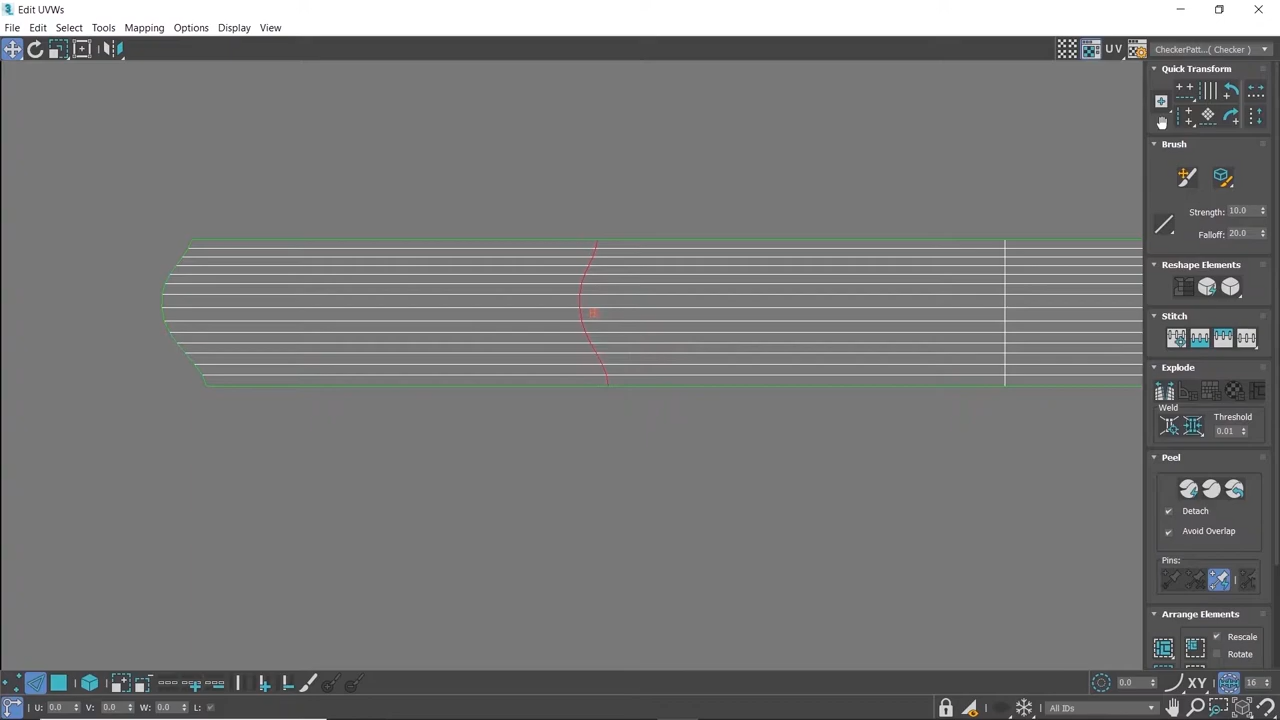 Edit UVWs
File Edit Select Tools Mapping Options Display View
UV CheckerPatt...( Checker )
Quick Transform
Brush
Strength: 10.0
Falloff: 20.0
Reshape Elements
Stitch
Explode
Weld
Threshold
0.01
Peel
Detach
Avoid Overlap
Pins:
Arrange Elements
Rescale
Rotate
0.0 XY 16
U: 0.0 V: 0.0 W: 0.0 L: All IDs